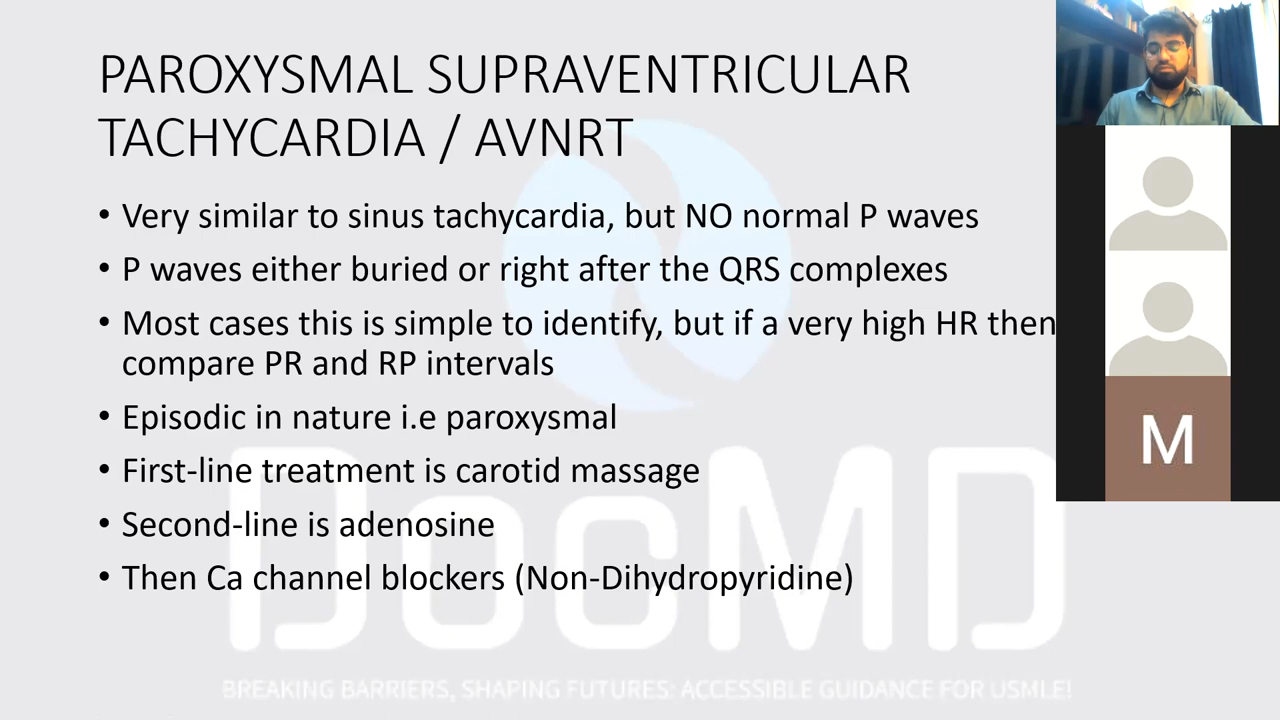 PAROXYSMAL SUPRAVENTRICULAR
TACHYCARDIA / AVNRT
• Very similar to sinus tachycardia, but NO normal P waves
• P waves either buried or right after the QRS complexes
• Most cases this is simple to identify, but if a very high HR then
compare PR and RP intervals
• Episodic in nature i.e paroxysmal
• First-line treatment is carotid massage
• Second-line is adenosine
• Then Ca channel blockers (Non-Dihydropyridine)
DocMD
BREAKING BARRIERS, SHAPING FUTURES: ACCESSIBLE GUIDANCE FOR USMLE!
M